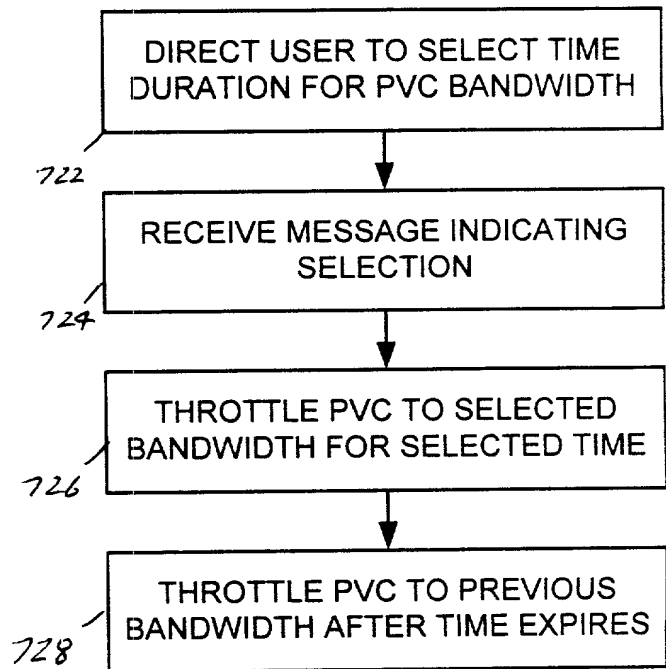 DIRECT USER TO SELECT TIME
DURATION FOR PVC BANDWIDTH
722
RECEIVE MESSAGE INDICATING
SELECTION
724
THROTTLE PVC TO SELECTED
BANDWIDTH FOR SELECTED TIME
726
THROTTLE PVC TO PREVIOUS
BANDWIDTH AFTER TIME EXPIRES
728